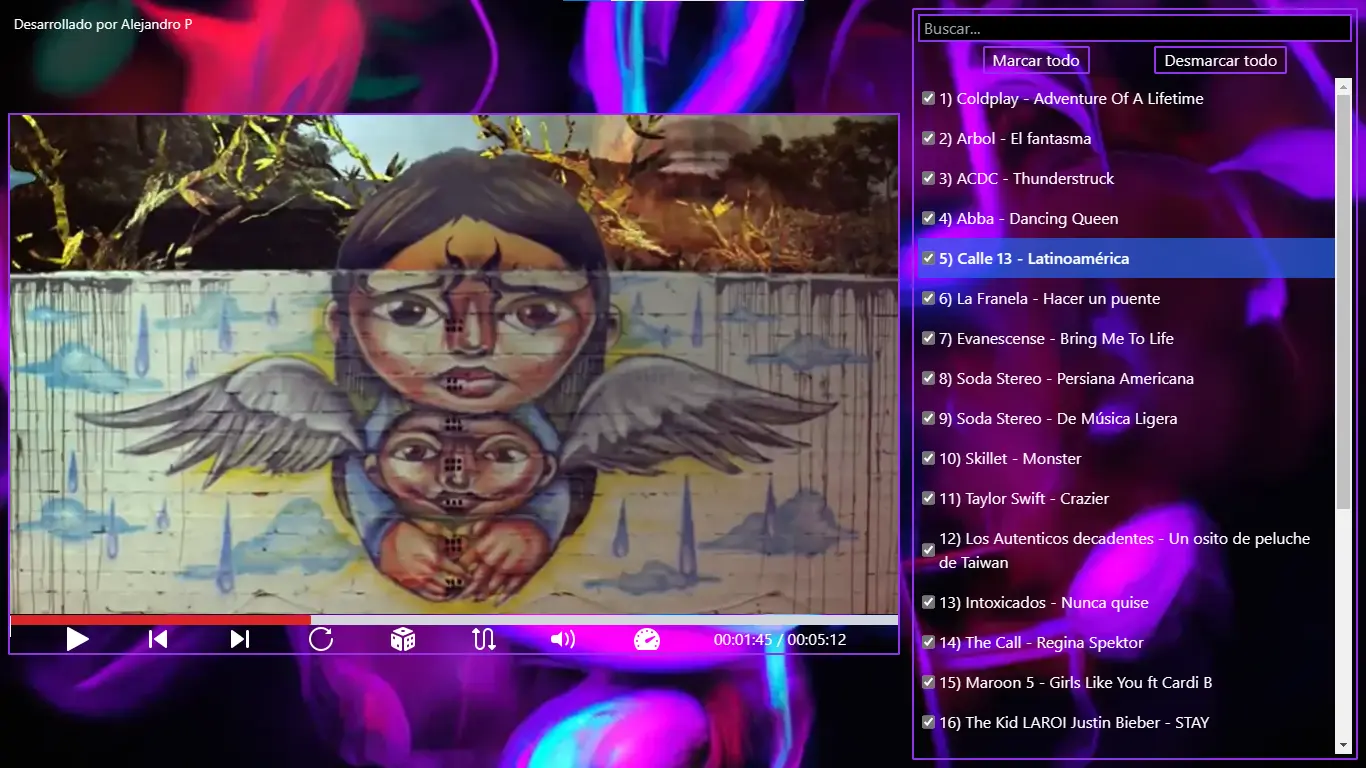 Desarrollado por Alejandro P
Buscar...
Marcar todo
Desmarcar todo
1) Coldplay - Adventure Of A Lifetime
2) Arbol - El fantasma
3) ACDC - Thunderstruck
4) Abba - Dancing Queen
5) Calle 13 - Latinoamérica
6) La Franela - Hacer un puente
7) Evanescense - Bring Me To Life
8) Soda Stereo - Persiana Americana
9) Soda Stereo - De Música Ligera
10) Skillet - Monster
11) Taylor Swift - Crazier
12) Los Autenticos decadentes - Un osito de peluche
de Taiwan
13) Intoxicados - Nunca quise
14) The Call - Regina Spektor
15) Maroon 5 - Girls Like You ft Cardi B
16) The Kid LAROI Justin Bieber - STAY
00:01:45 / 00:05:12